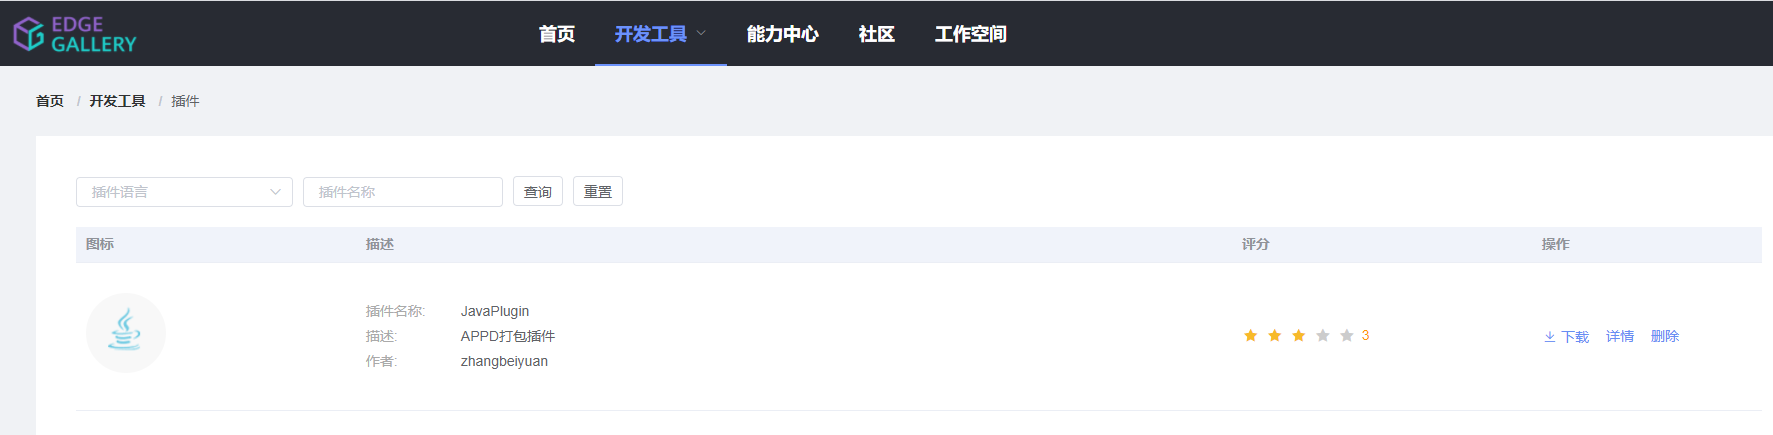 EDGE
GALLERY
首页 开发工具 能力中心 社区 工作空间
首页 / 开发工具 / 插件
插件语言 插件名称 查询 重置
图标 描述 评分 操作
插件名称: JavaPlugin
描述: APPD打包插件 3 下载 详情 删除
作者: zhangbeiyuan